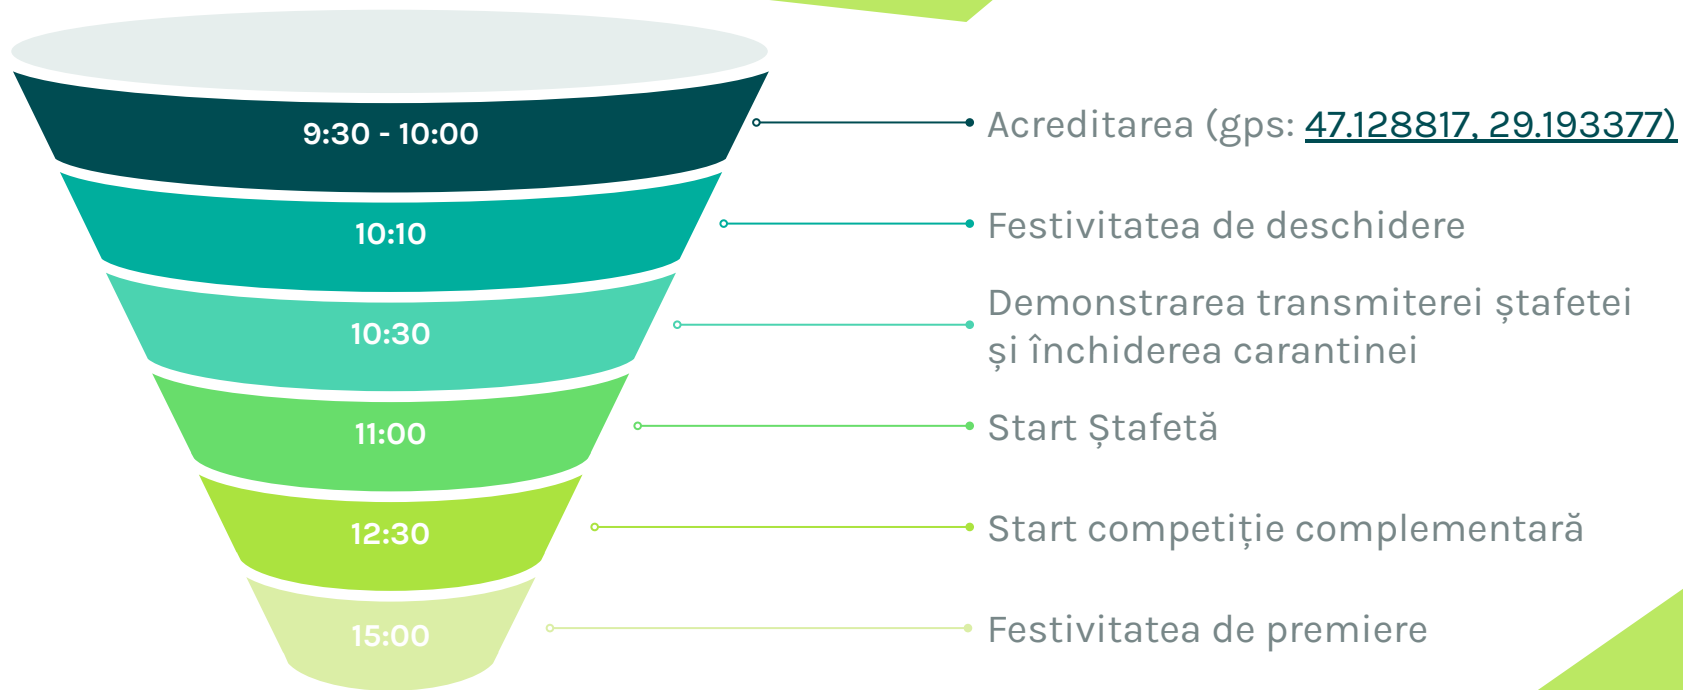 9:30 - 10:00
Acreditarea (gps: 47.128817, 29.193377)
10:10
Festivitatea de deschidere
10:30
Demonstrarea transmiterei ștafetei
și închiderea carantinei
11:00
Start Ștafetă
12:30
Start competiție complementară
15:00
Festivitatea de premiere